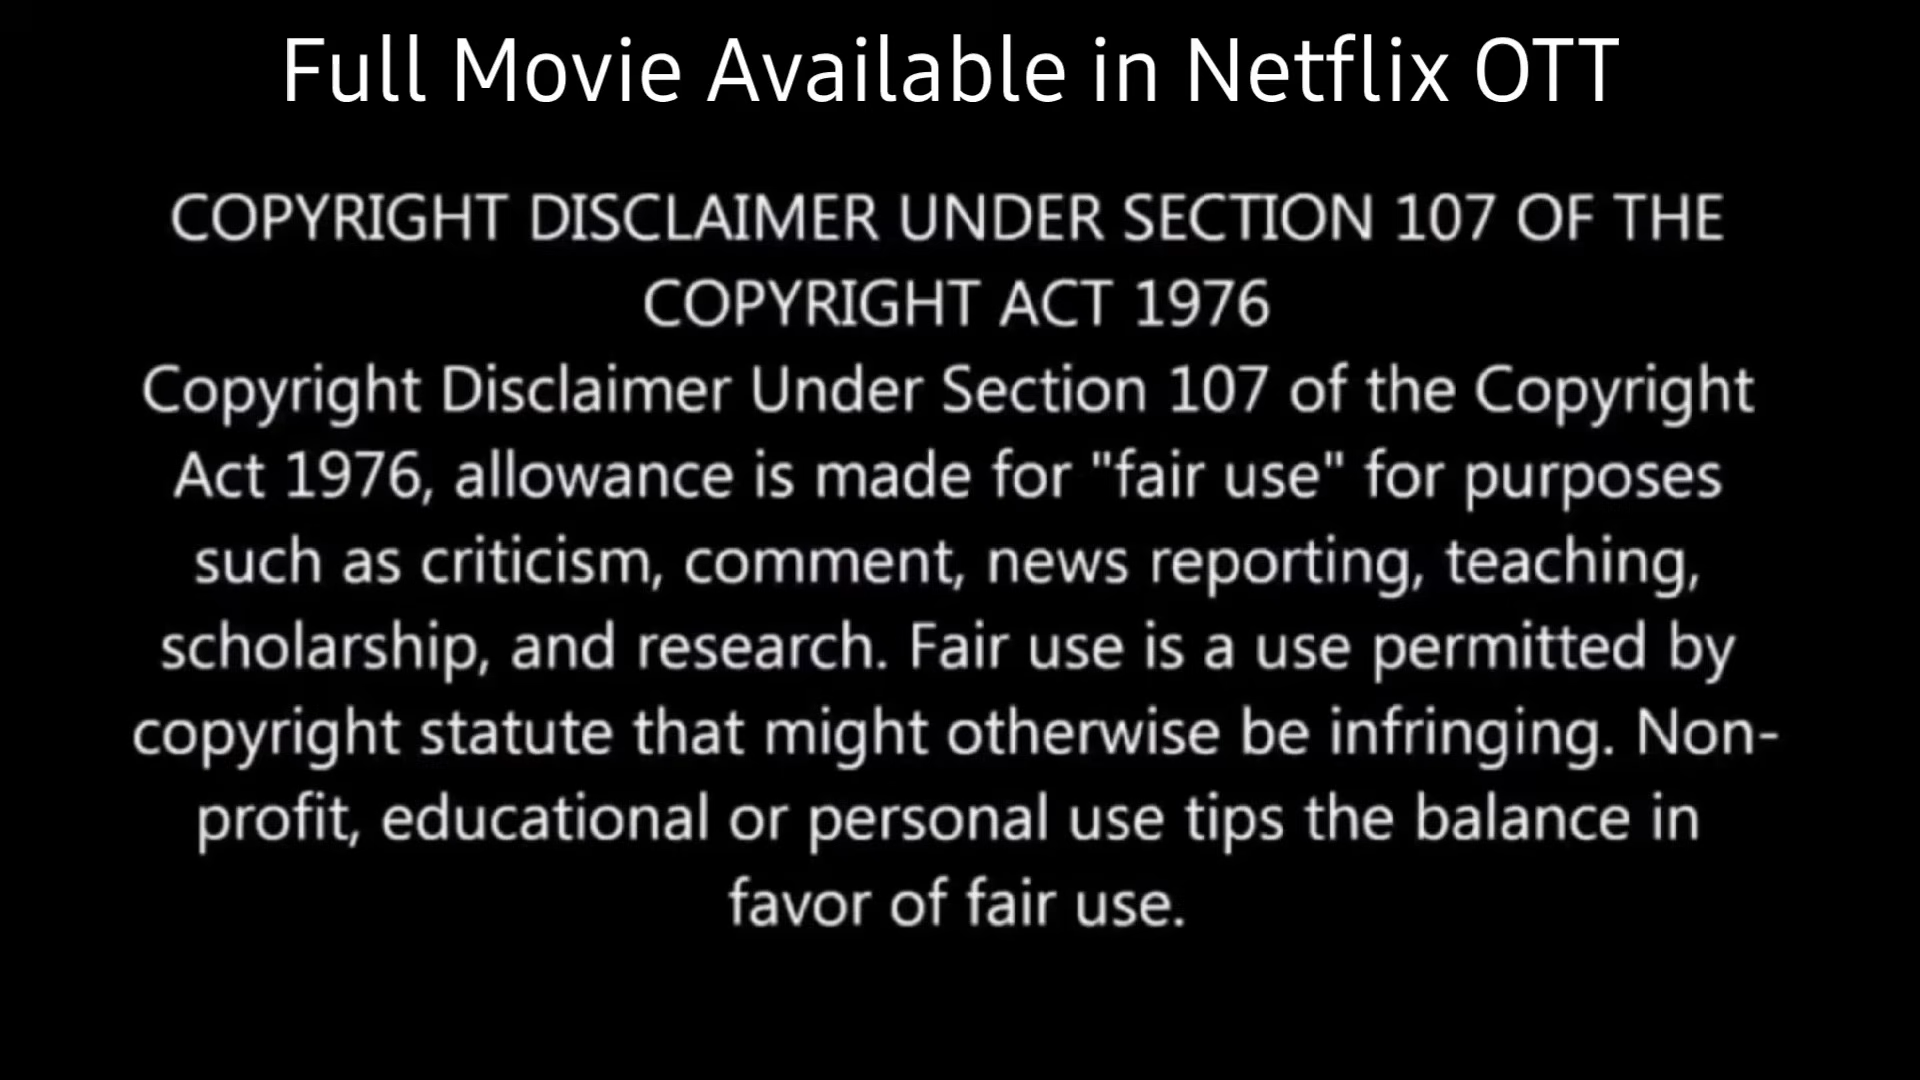 Full Movie Available in Netflix OTT
COPYRIGHT DISCLAIMER UNDER SECTION 107 OF THE
COPYRIGHT ACT 1976
Copyright Disclaimer Under Section 107 of the Copyright
Act 1976, allowance is made for "fair use" for purposes
such as criticism, comment, news reporting, teaching,
scholarship, and research. Fair use is a use permitted by
copyright statute that might otherwise be infringing. Non-
profit, educational or personal use tips the balance in
favor of fair use.